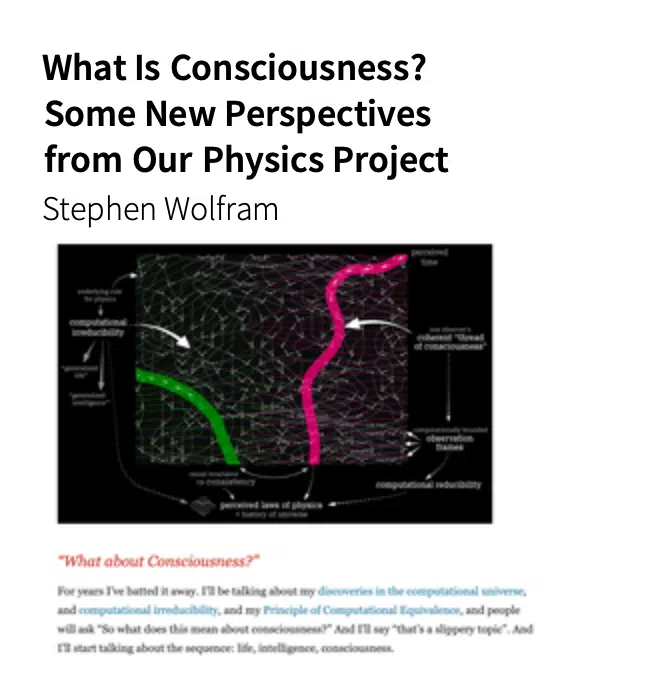 What Is Consciousness?
Some New Perspectives
from Our Physics Project
Stephen Wolfram
perceived
time
underlying rule
for physics
computational
irreducibility
one observer's
coherent "thread
of consciousness"
"generalized
life"
"generalized
intelligence"
computationally bounded
observation
frames
causal invariance
consistency
computational reducibility
perceived laws of physics
+ history of universe
“What about Consciousness?”
For years I’ve batted it away. I’ll be talking about my discoveries in the computational universe,
and computational irreducibility, and my Principle of Computational Equivalence, and people
will ask “So what does this mean about consciousness?” And I’ll say “that’s a slippery topic”. And
I’ll start talking about the sequence: life, intelligence, consciousness.